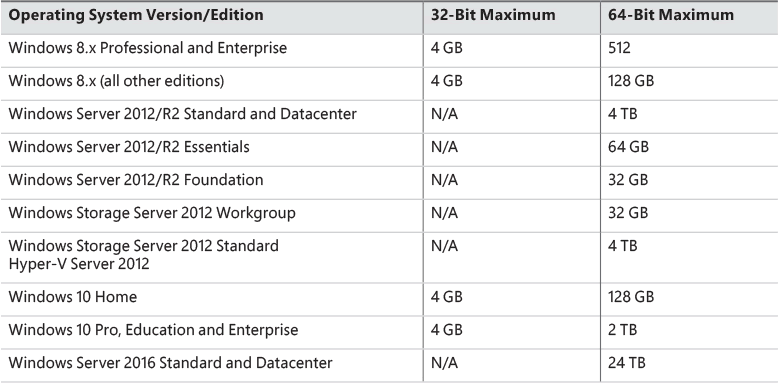 Operating System Version/Edition 32-Bit Maximum 64-Bit Maximum
Windows 8.x Professional and Enterprise 4 GB 512
Windows 8.x (all other editions) 4 GB 128 GB
Windows Server 2012/R2 Standard and Datacenter N/A 4 TB
Windows Server 2012/R2 Essentials N/A 64 GB
Windows Server 2012/R2 Foundation N/A 32 GB
Windows Storage Server 2012 Workgroup N/A 32 GB
Windows Storage Server 2012 Standard N/A 4 TB
Hyper-V Server 2012
Windows 10 Home 4 GB 128 GB
Windows 10 Pro, Education and Enterprise 4 GB 2 TB
Windows Server 2016 Standard and Datacenter N/A 24 TB